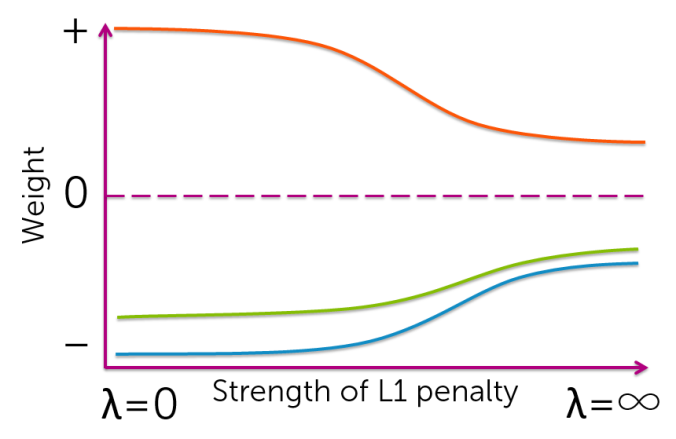 +
Weight
0
−
λ=0
Strength of L1 penalty
λ=∞